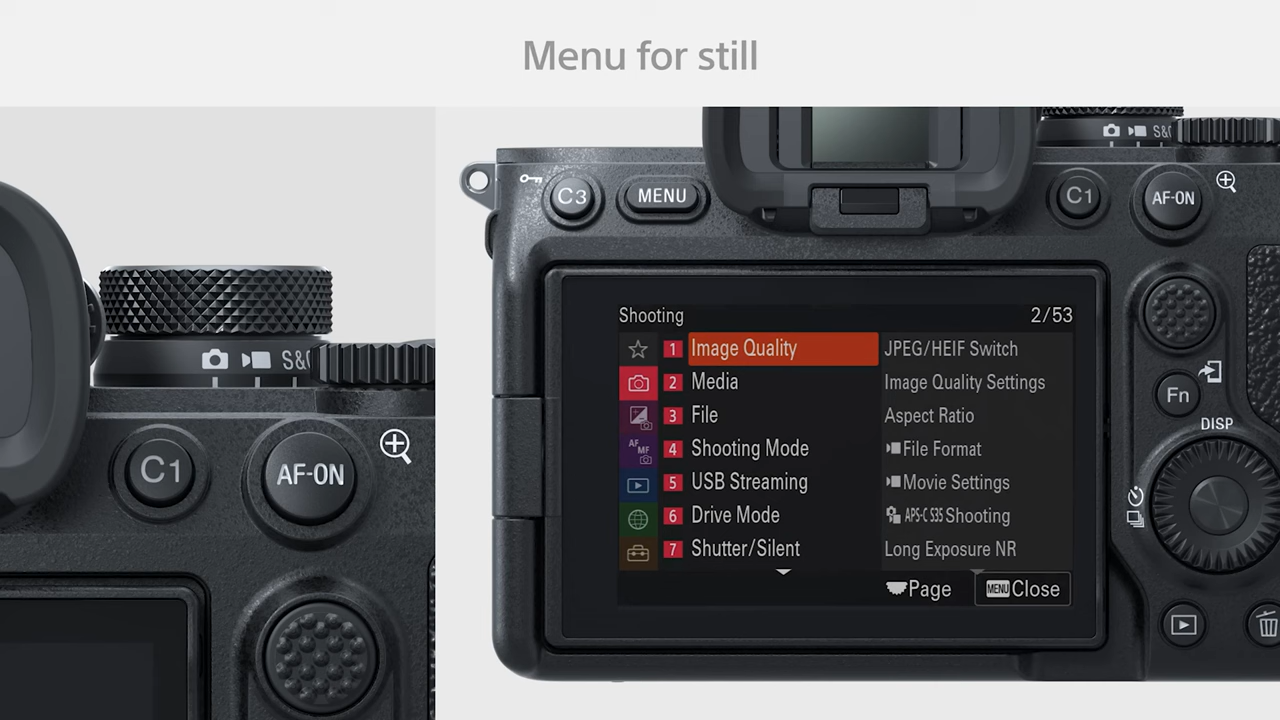 Menu for still
S&
C1
AF-ON
S&
C3
MENU
C1
AF-ON
Shooting
2/53
1 Image Quality
JPEG/HEIF Switch
2 Media
Image Quality Settings
3 File
Aspect Ratio
AF MF
4 Shooting Mode
File Format
5 USB Streaming
Movie Settings
6 Drive Mode
APS-C S35 Shooting
7 Shutter/Silent
Long Exposure NR
Page
MENU Close
Fn
DISP